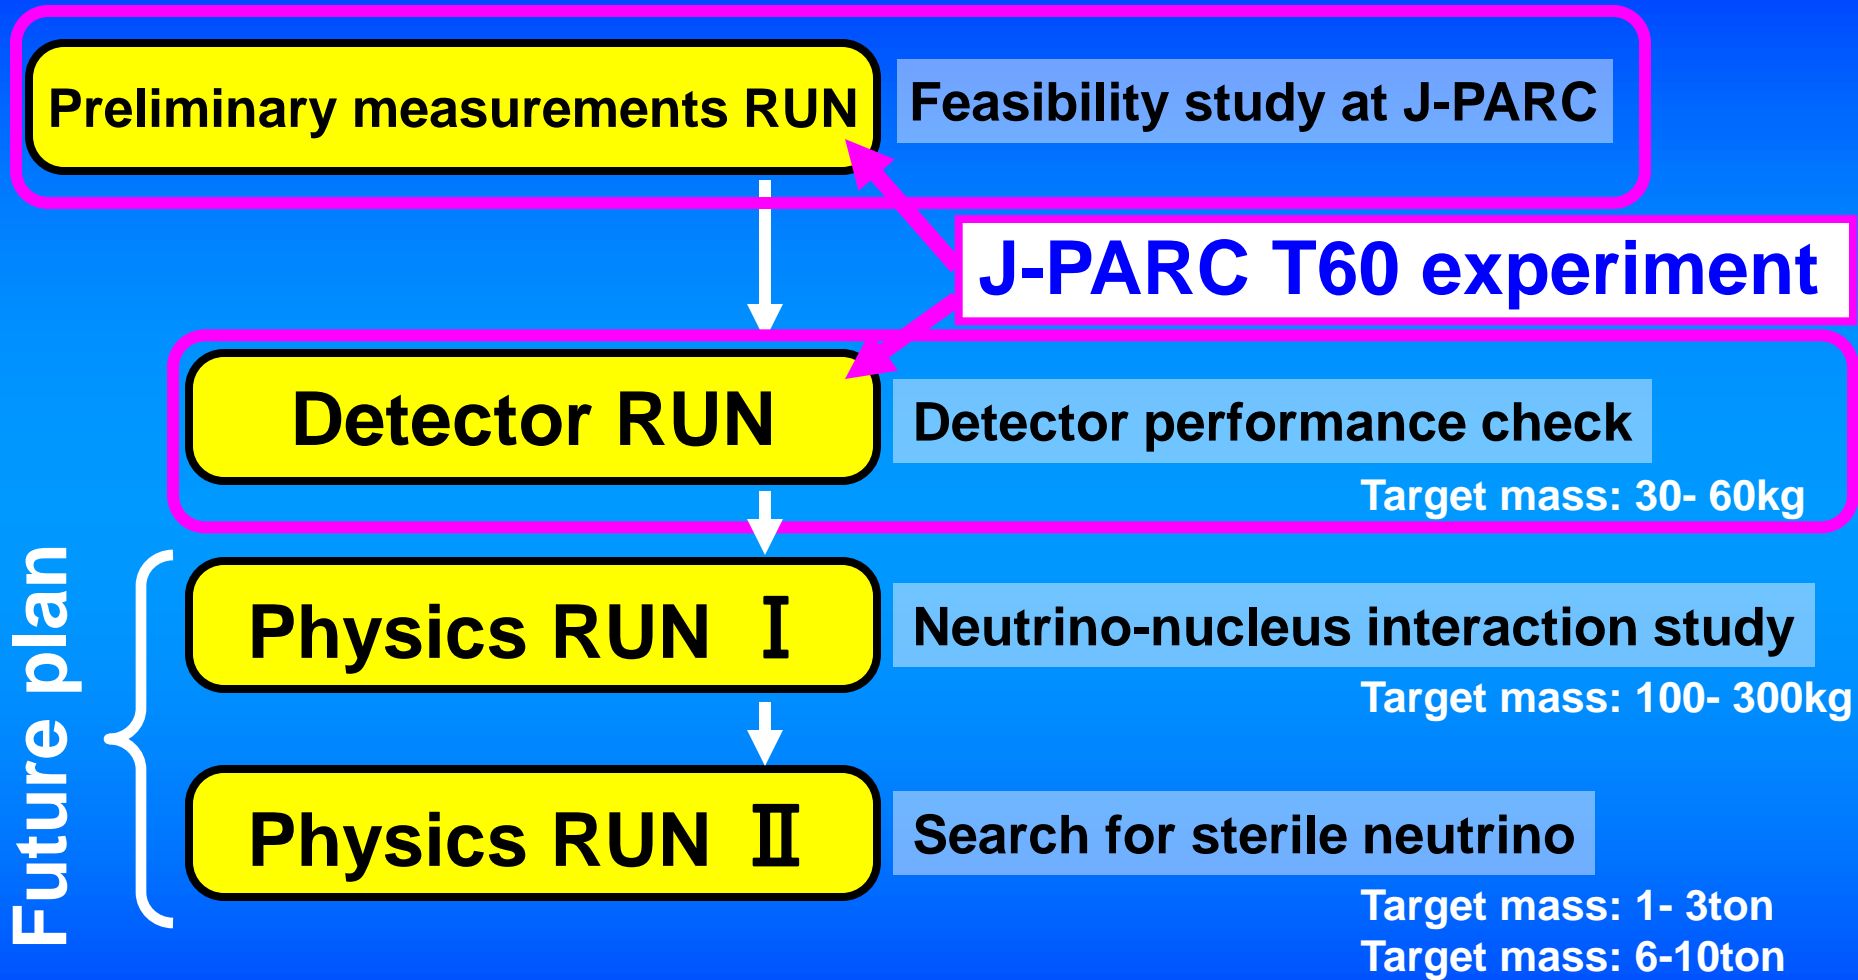 Preliminary measurements RUN
Feasibility study at J-PARC
J-PARC T60 experiment
Detector RUN
Detector performance check
Target mass: 30- 60kg
Future plan
Physics RUN Ⅰ
Neutrino-nucleus interaction study
Target mass: 100- 300kg
Physics RUN Ⅱ
Search for sterile neutrino
Target mass: 1- 3ton
Target mass: 6-10ton